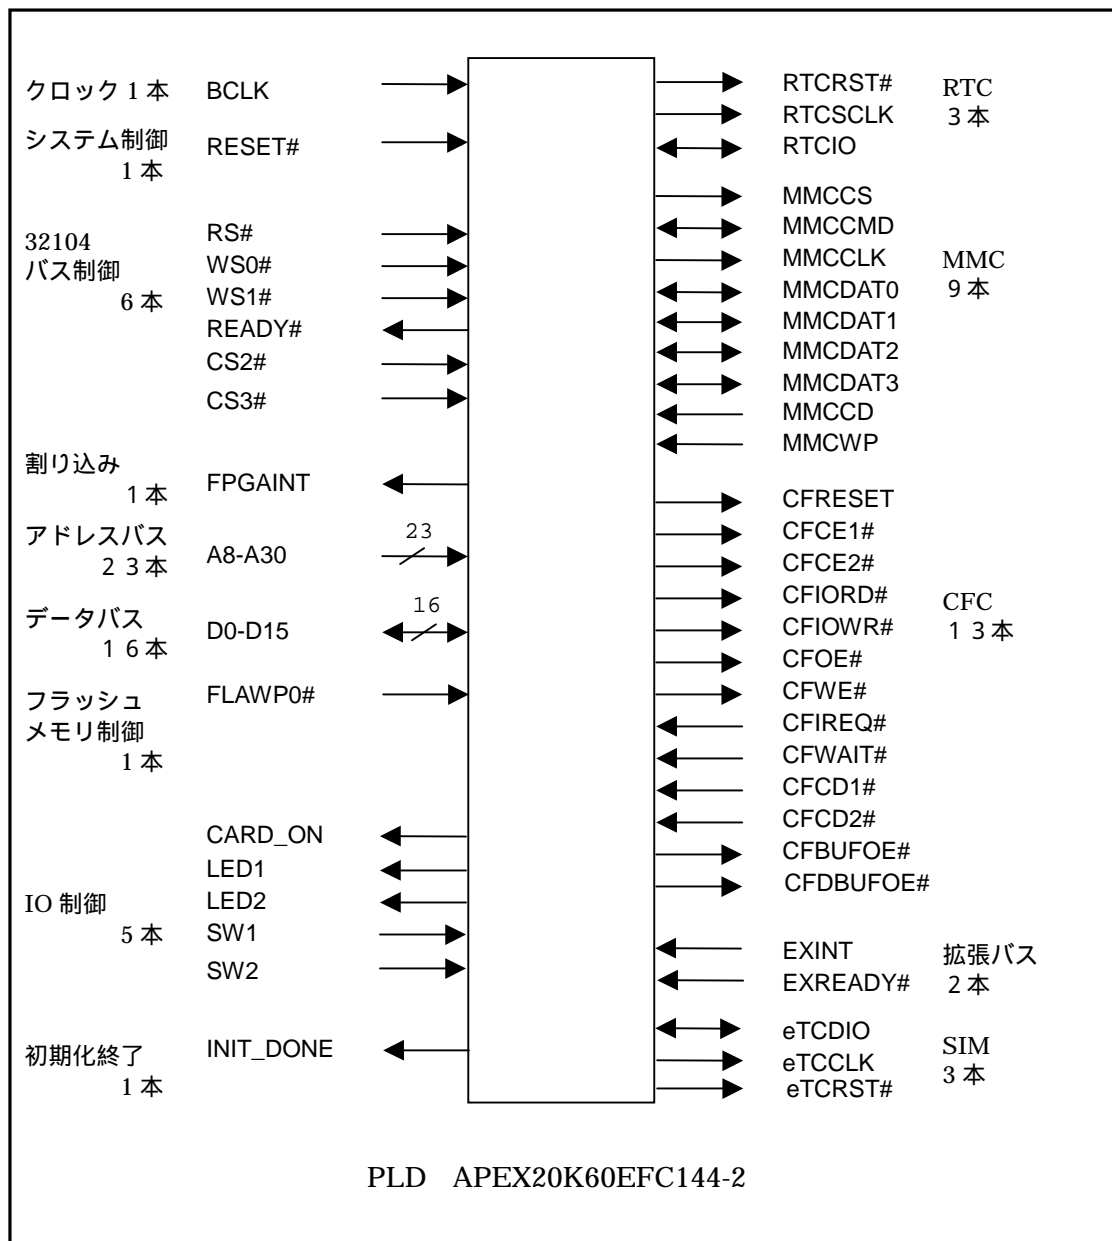 クロック 1 本 BCLK
システム制御
1 本 RESET#
32104
バス制御
6 本
RS#
WS0#
WS1#
READY#
CS2#
CS3#
割り込み
1 本 FPGAINT
アドレスバス
２３本 A8-A30
23
データバス
１６本 D0-D15
16
フラッシュ
メモリ制御
1 本
FLAWP0#
IO 制御
5 本
CARD_ON
LED1
LED2
SW1
SW2
初期化終了
1 本 INIT_DONE
RTCRST#
RTCSCLK
RTCIO
RTC
3 本
MMCCS
MMCCMD
MMCCLK
MMCDAT0
MMCDAT1
MMCDAT2
MMCDAT3
MMCCD
MMCWP
MMC
9 本
CFRESET
CFCE1#
CFCE2#
CFIORD#
CFIOWR#
CFOE#
CFWE#
CFIREQ#
CFWAIT#
CFCD1#
CFCD2#
CFBUFOE#
CFDBUFOE#
CFC
１３本
EXINT
EXREADY#
拡張バス
2 本
eTCDIO
eTCCLK
eTCRST#
SIM
3 本
PLD APEX20K60EFC144-2